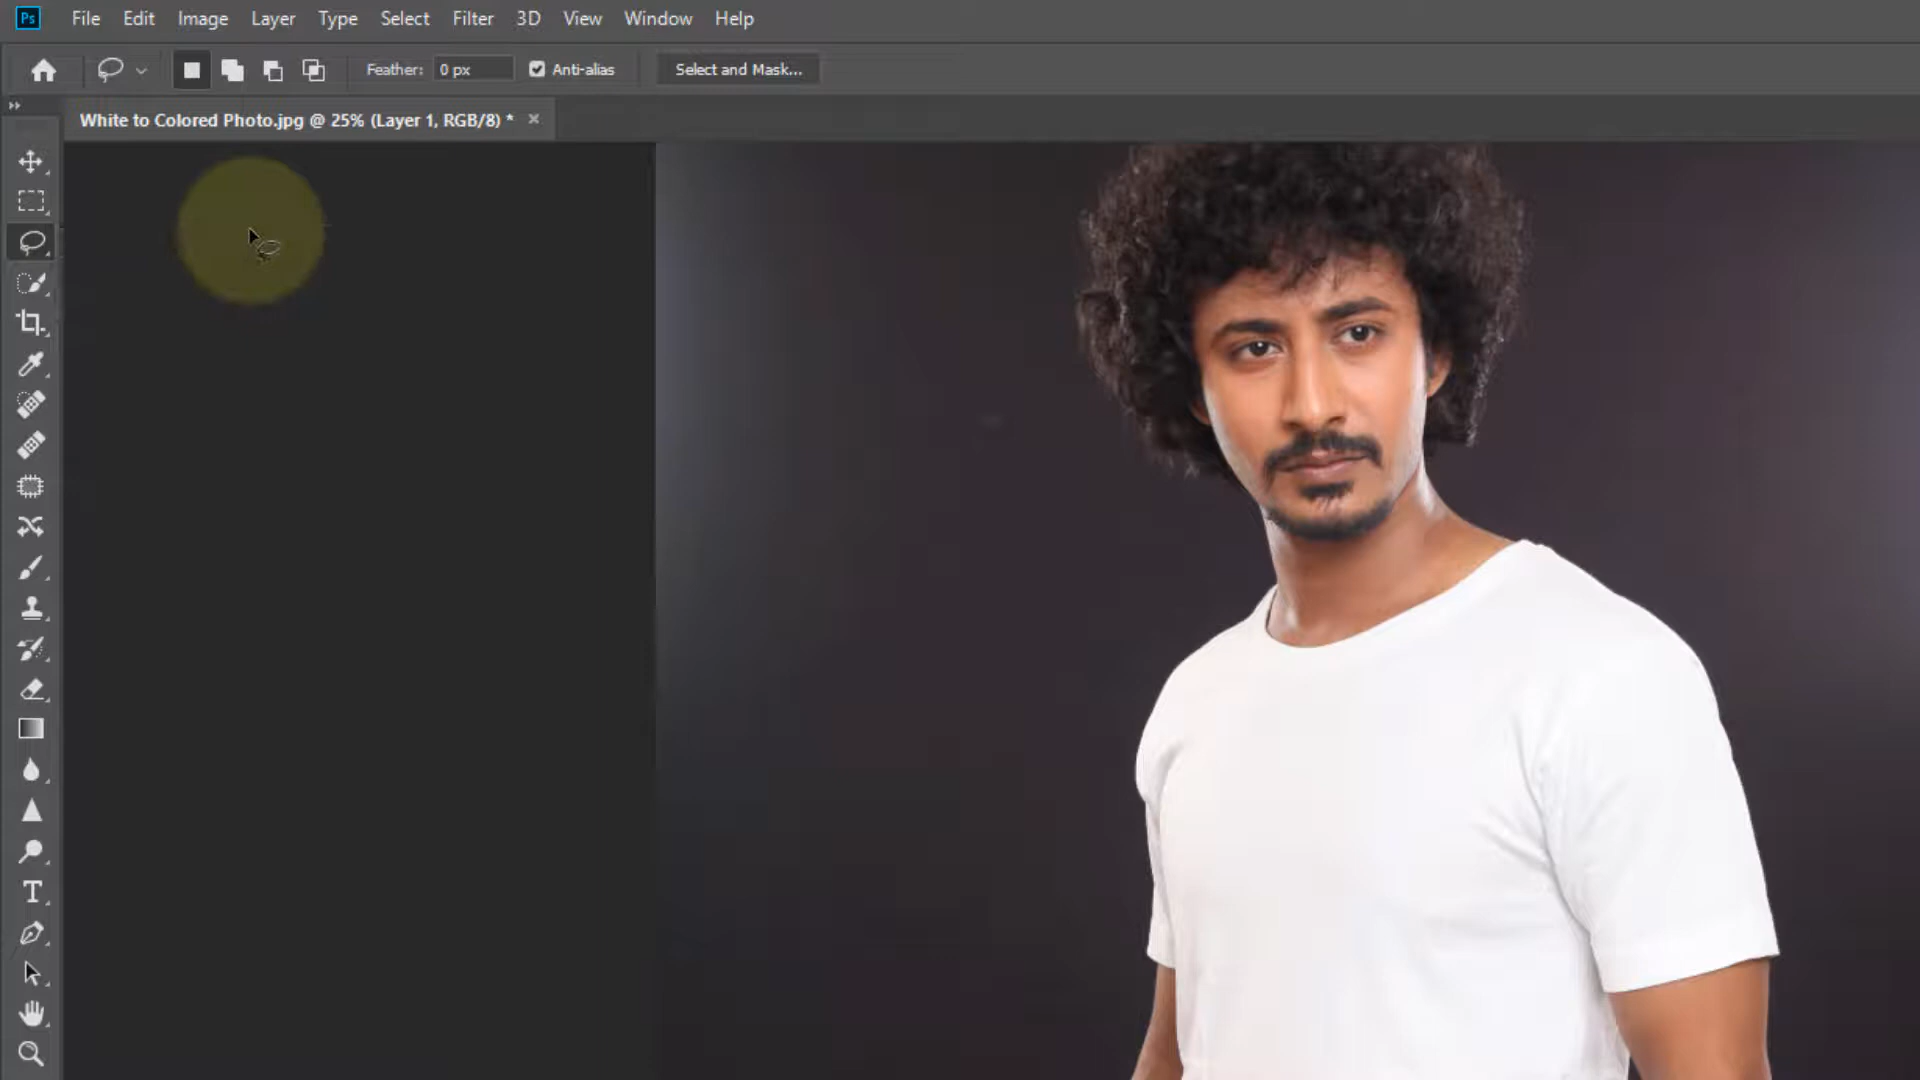 Ps File Edit Image Layer Type Select Filter 3D View Window Help
Feather: 0 px Anti-alias Select and Mask...
White to Colored Photo.jpg @ 25% (Layer 1, RGB/8) * ×